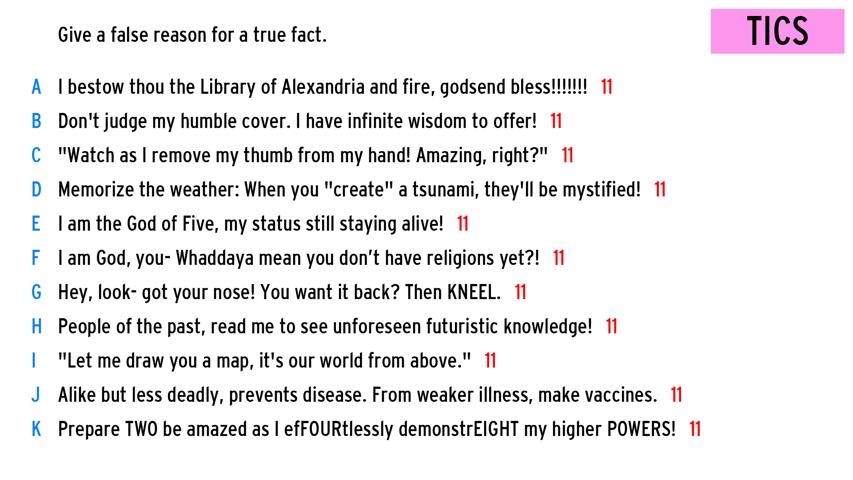 Give a false reason for a true fact.
TICS
A I bestow thou the Library of Alexandria and fire, godsend bless!!!!!!! 11
B Don't judge my humble cover. I have infinite wisdom to offer! 11
C "Watch as I remove my thumb from my hand! Amazing, right?" 11
D Memorize the weather: When you "create" a tsunami, they'll be mystified! 11
E I am the God of Five, my status still staying alive! 11
F I am God, you- Whaddaya mean you don’t have religions yet?! 11
G Hey, look- got your nose! You want it back? Then KNEEL. 11
H People of the past, read me to see unforeseen futuristic knowledge! 11
I "Let me draw you a map, it's our world from above." 11
J Alike but less deadly, prevents disease. From weaker illness, make vaccines. 11
K Prepare TWO be amazed as I efFOURtlessly demonstrEIGHT my higher POWERS! 11